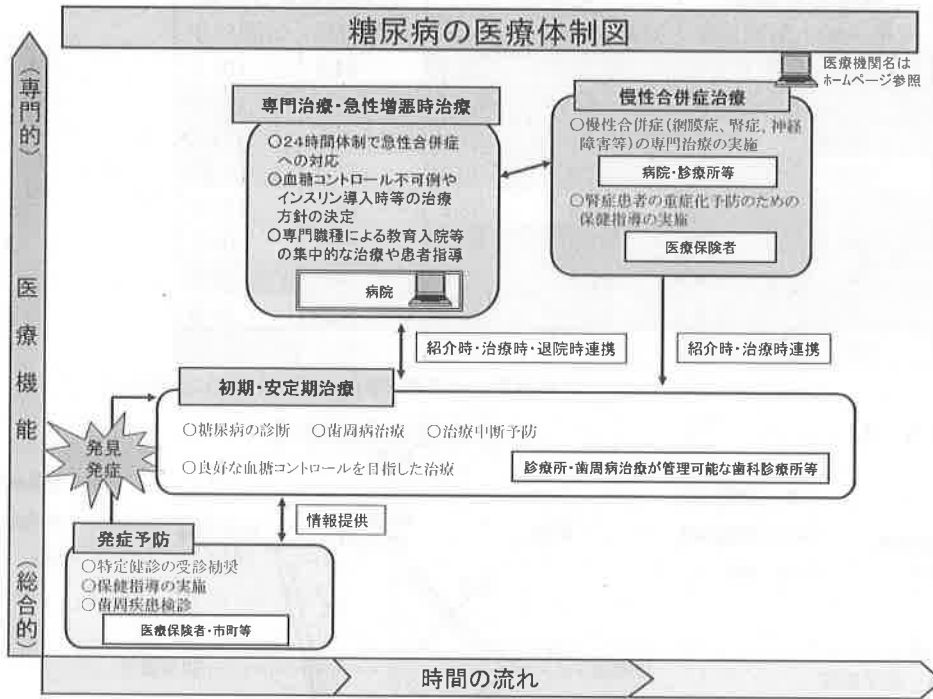 糖尿病の医療体制図
医療機関名は
ホームページ参照
(専門的)
医療機能
(総合的)
専門治療・急性増悪時治療
○24時間体制で急性合併症
への対応
○血糖コントロール不可例や
インスリン導入時等の治療
方針の決定
○専門職種による教育入院等
の集中的な治療や患者指導
病院
慢性合併症治療
○慢性合併症(網膜症、腎症、神経
障害等)の専門治療の実施
病院・診療所等
○腎症患者の重症化予防のための
保健指導の実施
医療保険者
紹介時・治療時・退院時連携
紹介時・治療時連携
初期・安定期治療
○糖尿病の診断 ○歯周病治療 ○治療中断予防
○良好な血糖コントロールを目指した治療
診療所・歯周病治療が管理可能な歯科診療所等
発見
発症
情報提供
発症予防
○特定健診の受診勧奨
○保健指導の実施
○歯周疾患検診
医療保険者・市町等
時間の流れ